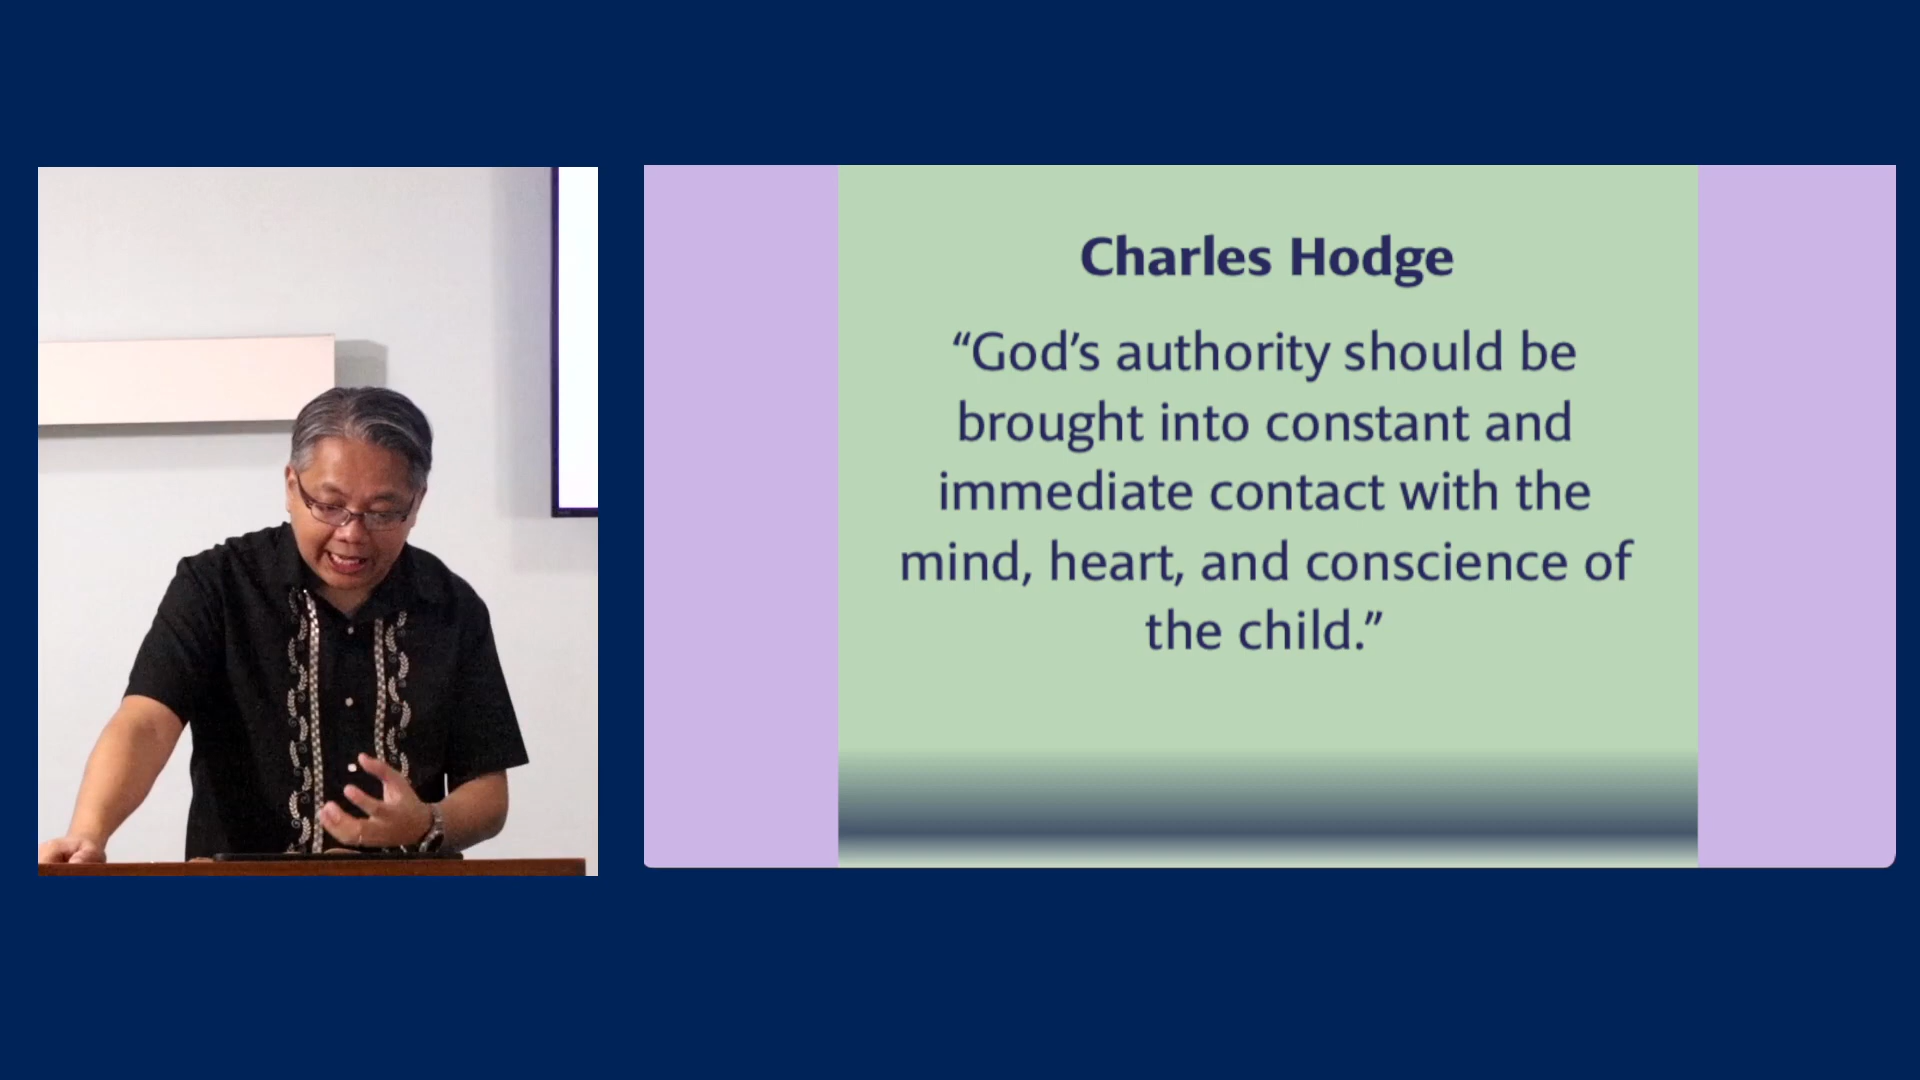 Charles Hodge
“God’s authority should be
brought into constant and
immediate contact with the
mind, heart, and conscience of
the child.”